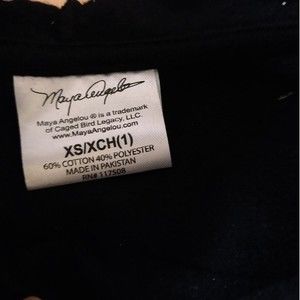 Maya Angelou
Maya Angelou ® is a trademark
of Caged Bird Legacy, LLC.
www.MayaAngelou.com
XS/XCH(1)
60% COTTON 40% POLYESTER
MADE IN PAKISTAN
RN# 117508